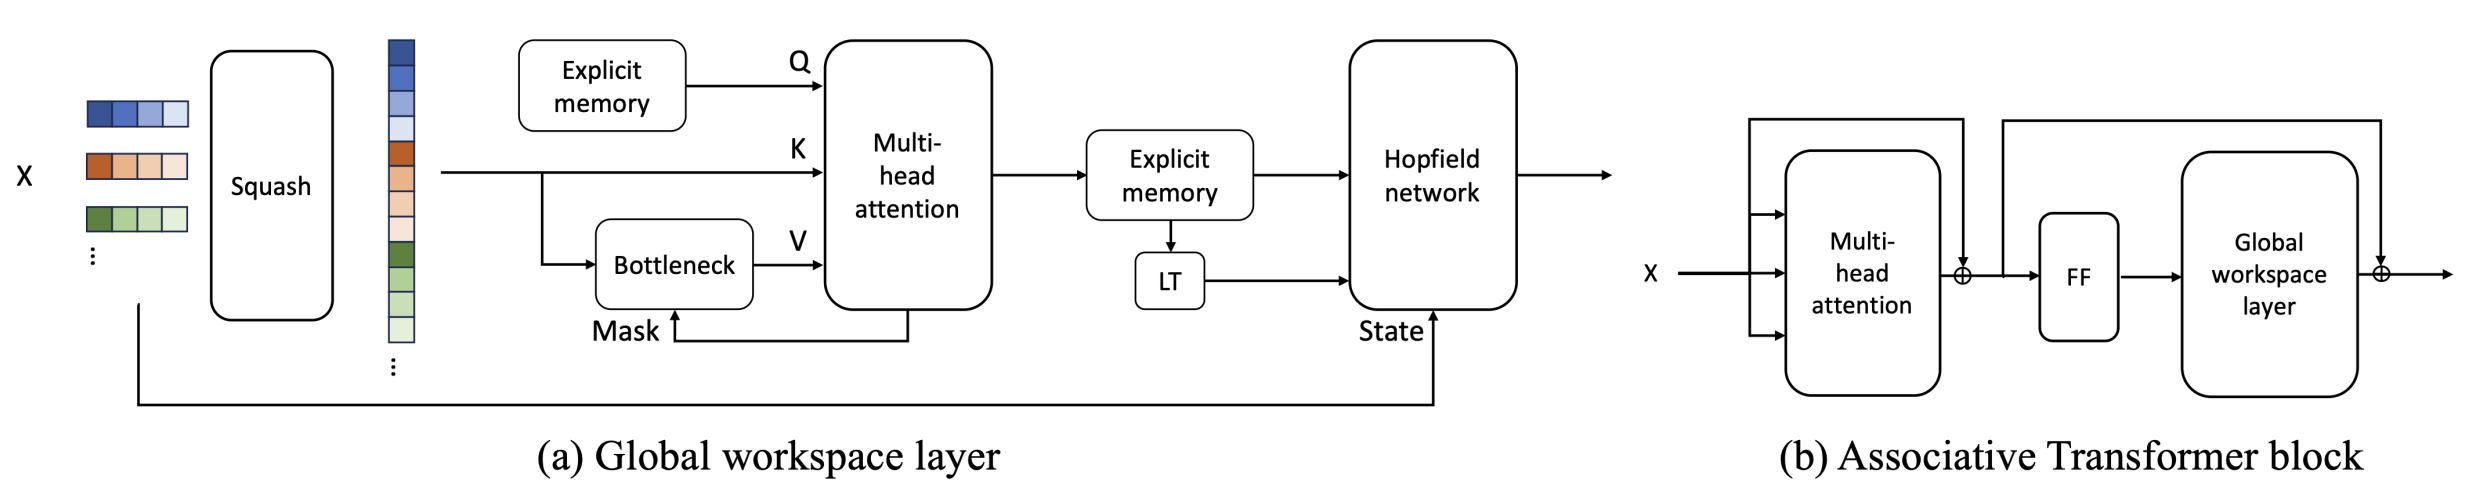 X
Squash
Explicit
memory
Q
K
V
Bottleneck
Mask
Multi-
head
attention
Explicit
memory
LT
Hopfield
network
State
(a) Global workspace layer
X
Multi-
head
attention
FF
Global
workspace
layer
(b) Associative Transformer block